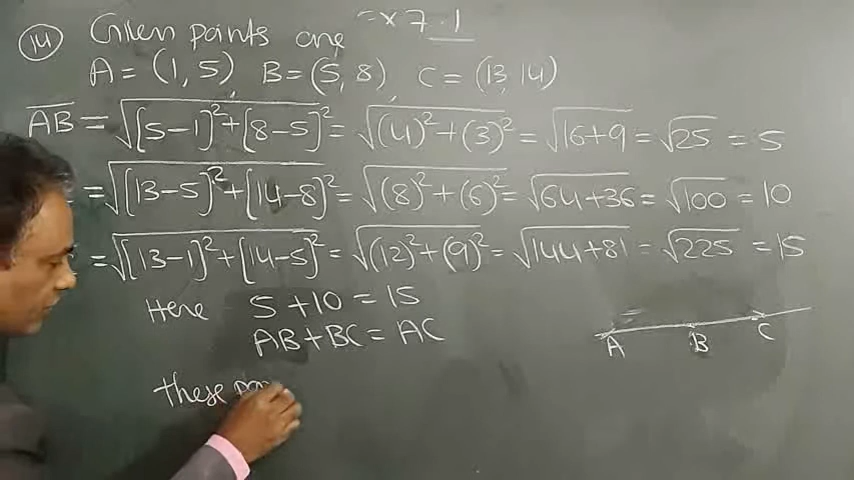 Ex 7.1
(14) Given points are
A = (1, 5), B = (5, 8), C = (13, 14)
AB = √[5-1]²+[8-5]² = √(4)²+(3)² = √16+9 = √25 = 5
= √[13-5]²+[14-8]² = √(8)²+(6)² = √64+36 = √100 = 10
= √[13-1]²+[14-5]² = √(12)²+(9)² = √144+81 = √225 = 15
Here 5 + 10 = 15
AB + BC = AC
A B C
these